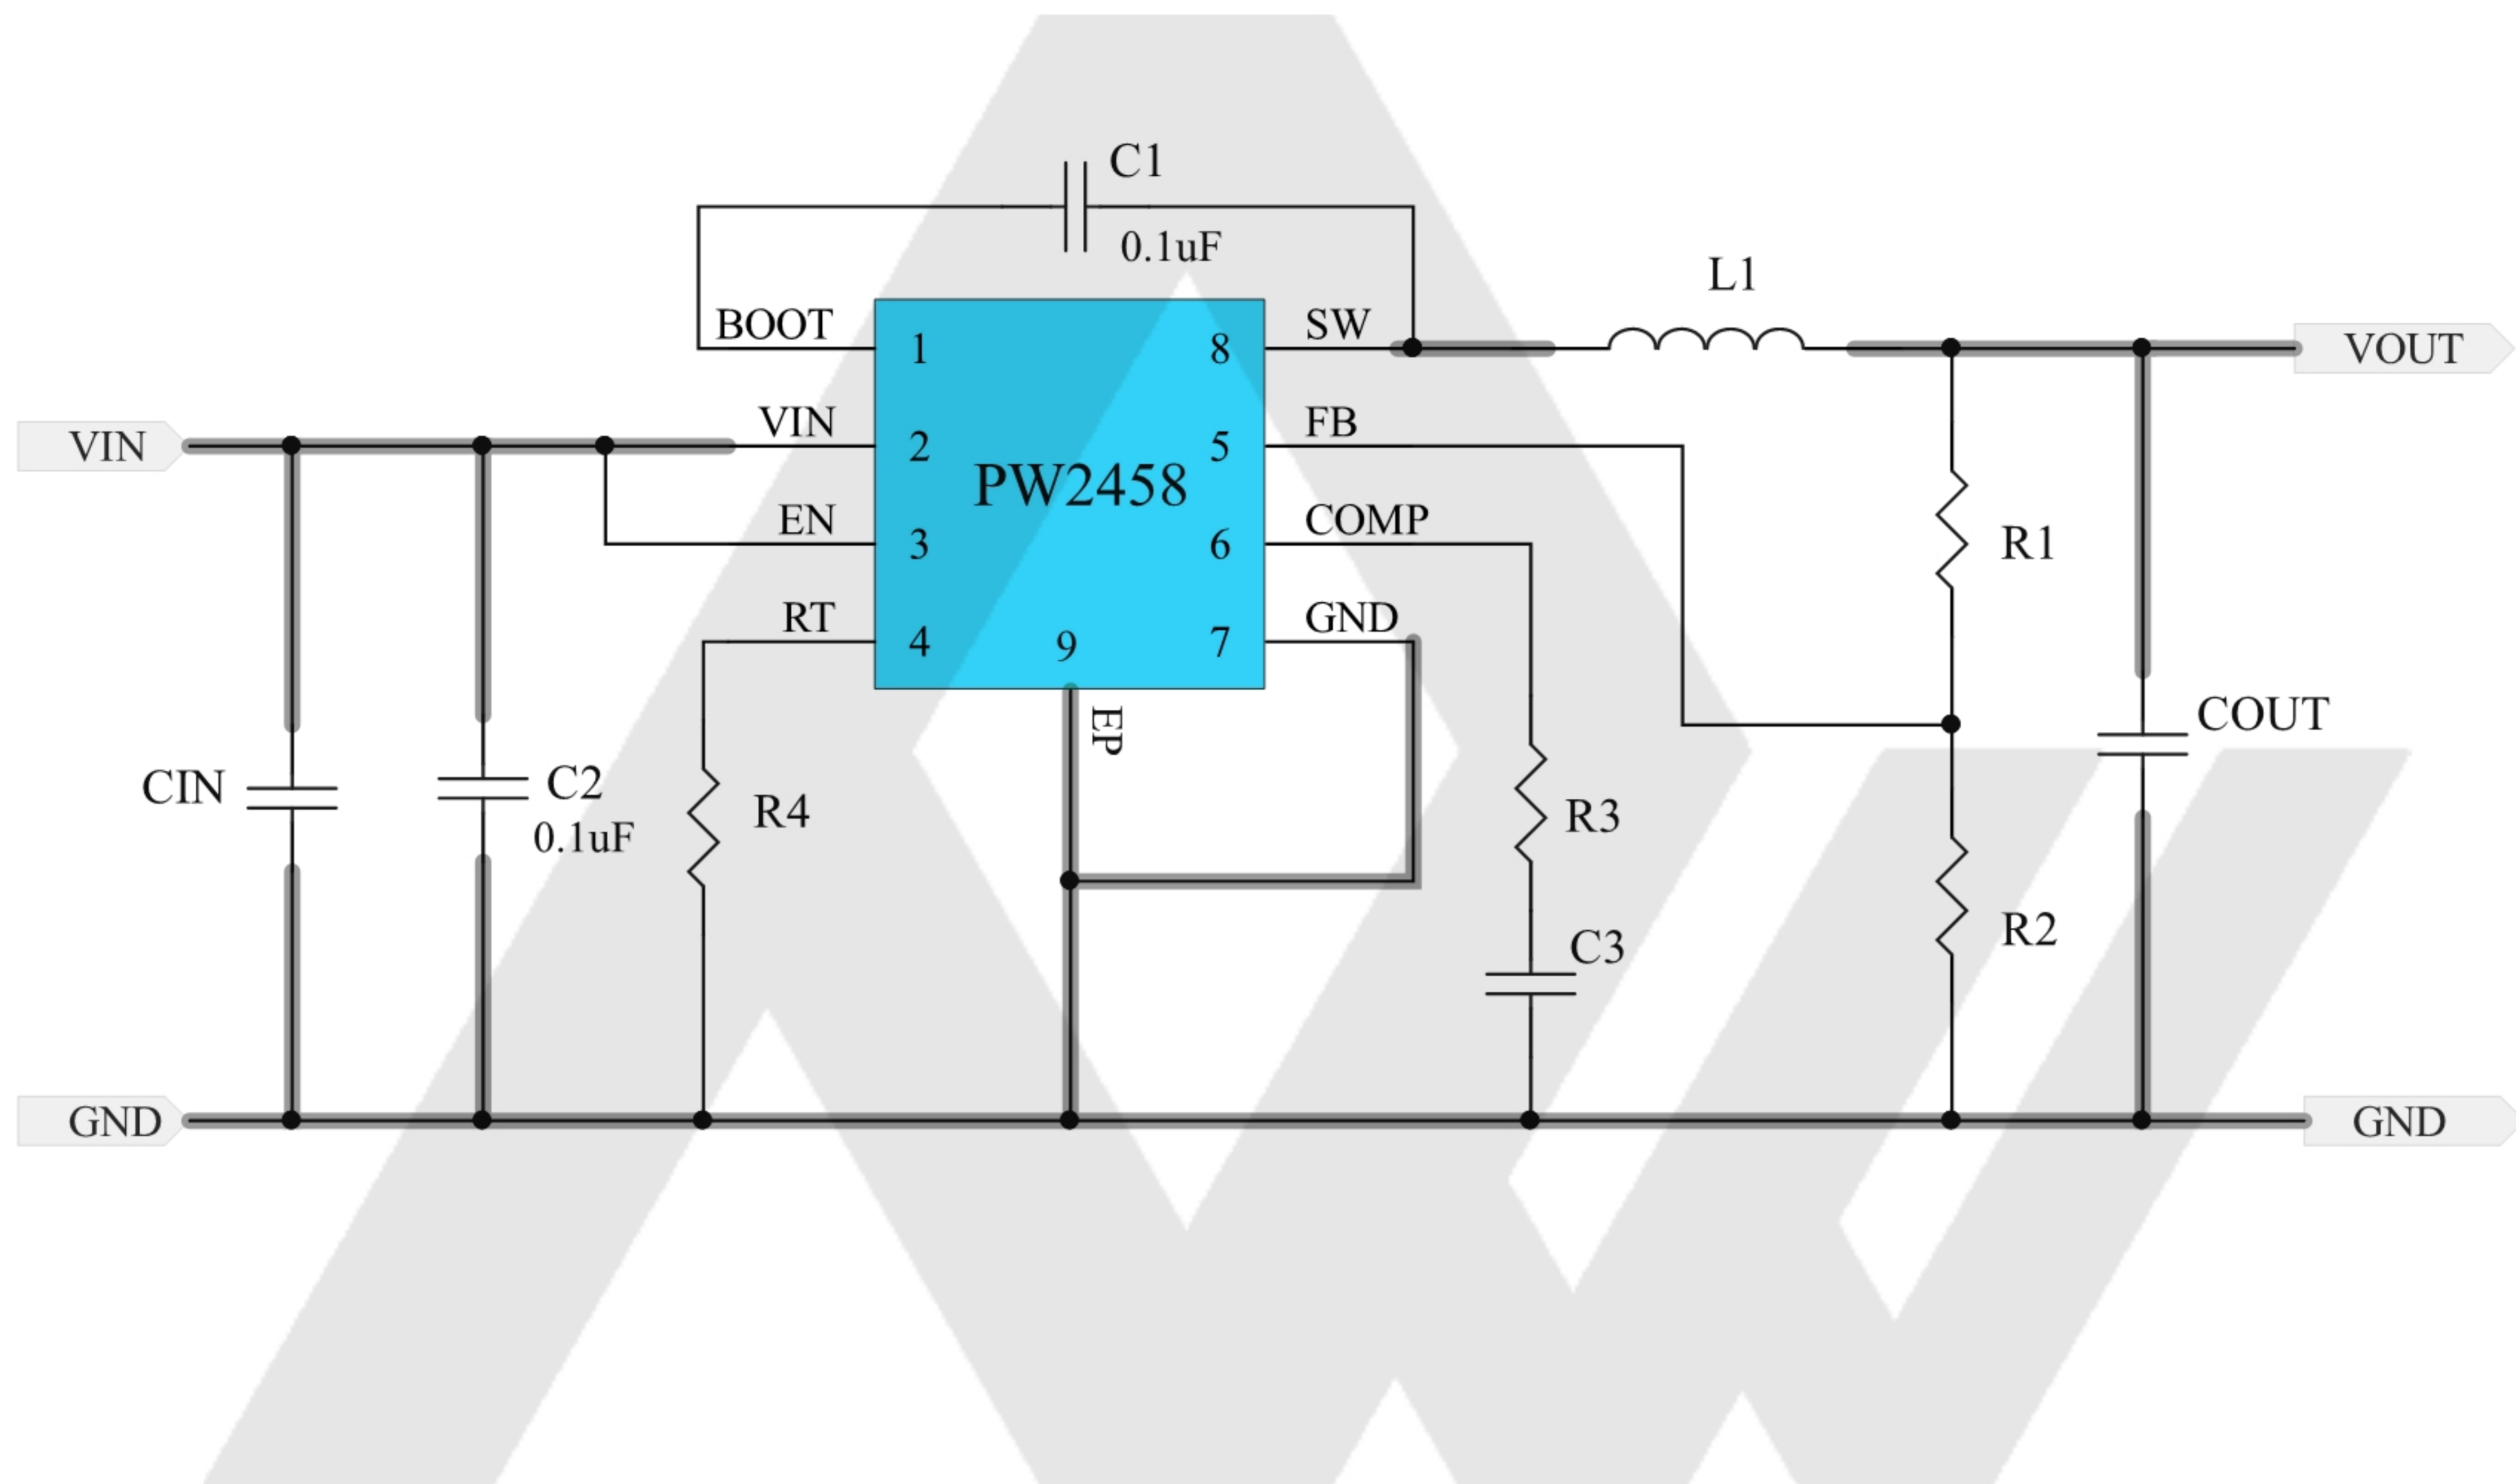 C1
0.1uF
L1
BOOT
1
8
SW
VOUT
VIN
VIN
2
5
FB
PW2458
EN
3
6
COMP
R1
RT
4
9
7
GND
EP
COUT
CIN
C2
0.1uF
R4
R3
R2
C3
GND
GND